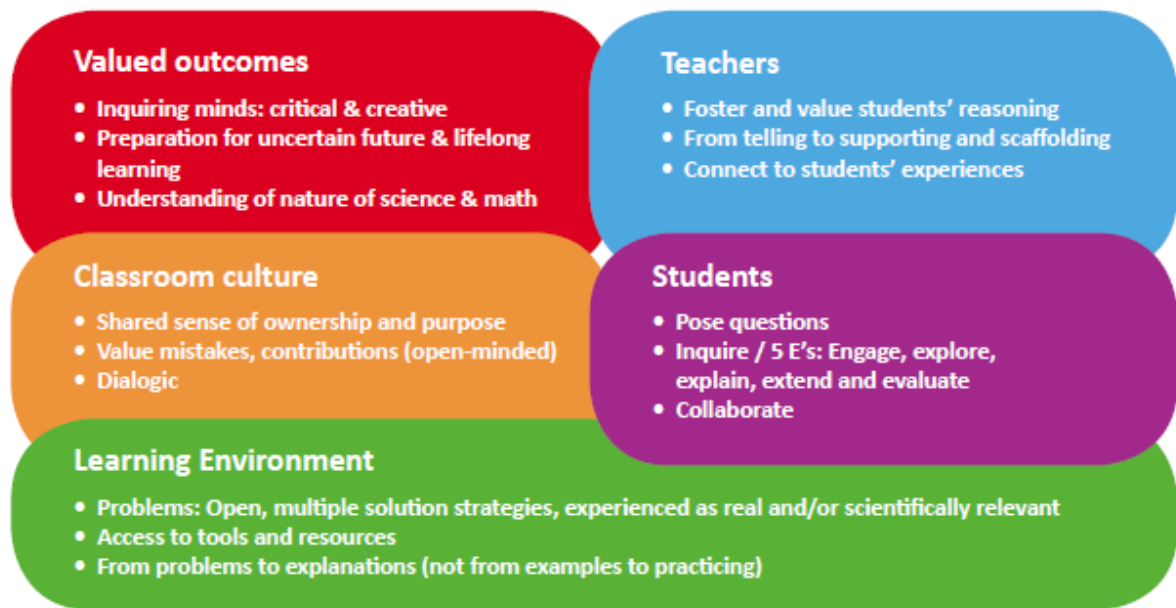 Valued outcomes
• Inquiring minds: critical & creative
• Preparation for uncertain future & lifelong
learning
• Understanding of nature of science & math
Teachers
• Foster and value students’ reasoning
• From telling to supporting and scaffolding
• Connect to students’ experiences
Classroom culture
• Shared sense of ownership and purpose
• Value mistakes, contributions (open-minded)
• Dialogic
Students
• Pose questions
• Inquire / 5 E’s: Engage, explore,
explain, extend and evaluate
• Collaborate
Learning Environment
• Problems: Open, multiple solution strategies, experienced as real and/or scientifically relevant
• Access to tools and resources
• From problems to explanations (not from examples to practicing)